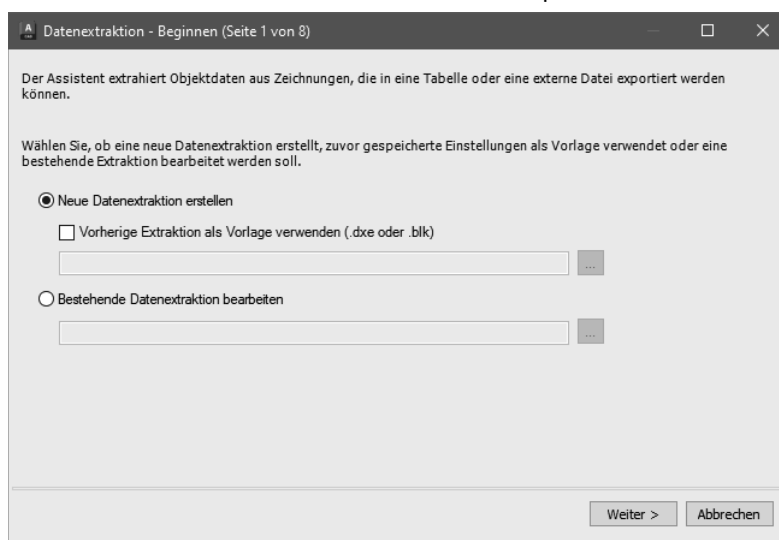 Datenextraktion - Beginnen (Seite 1 von 8)
Der Assistent extrahiert Objektdaten aus Zeichnungen, die in eine Tabelle oder eine externe Datei exportiert werden
können.
Wählen Sie, ob eine neue Datenextraktion erstellt, zuvor gespeicherte Einstellungen als Vorlage verwendet oder eine
bestehende Extraktion bearbeitet werden soll.
Neue Datenextraktion erstellen
Vorherige Extraktion als Vorlage verwenden (.dxe oder .blk)
...
Bestehende Datenextraktion bearbeiten
...
Weiter > Abbrechen